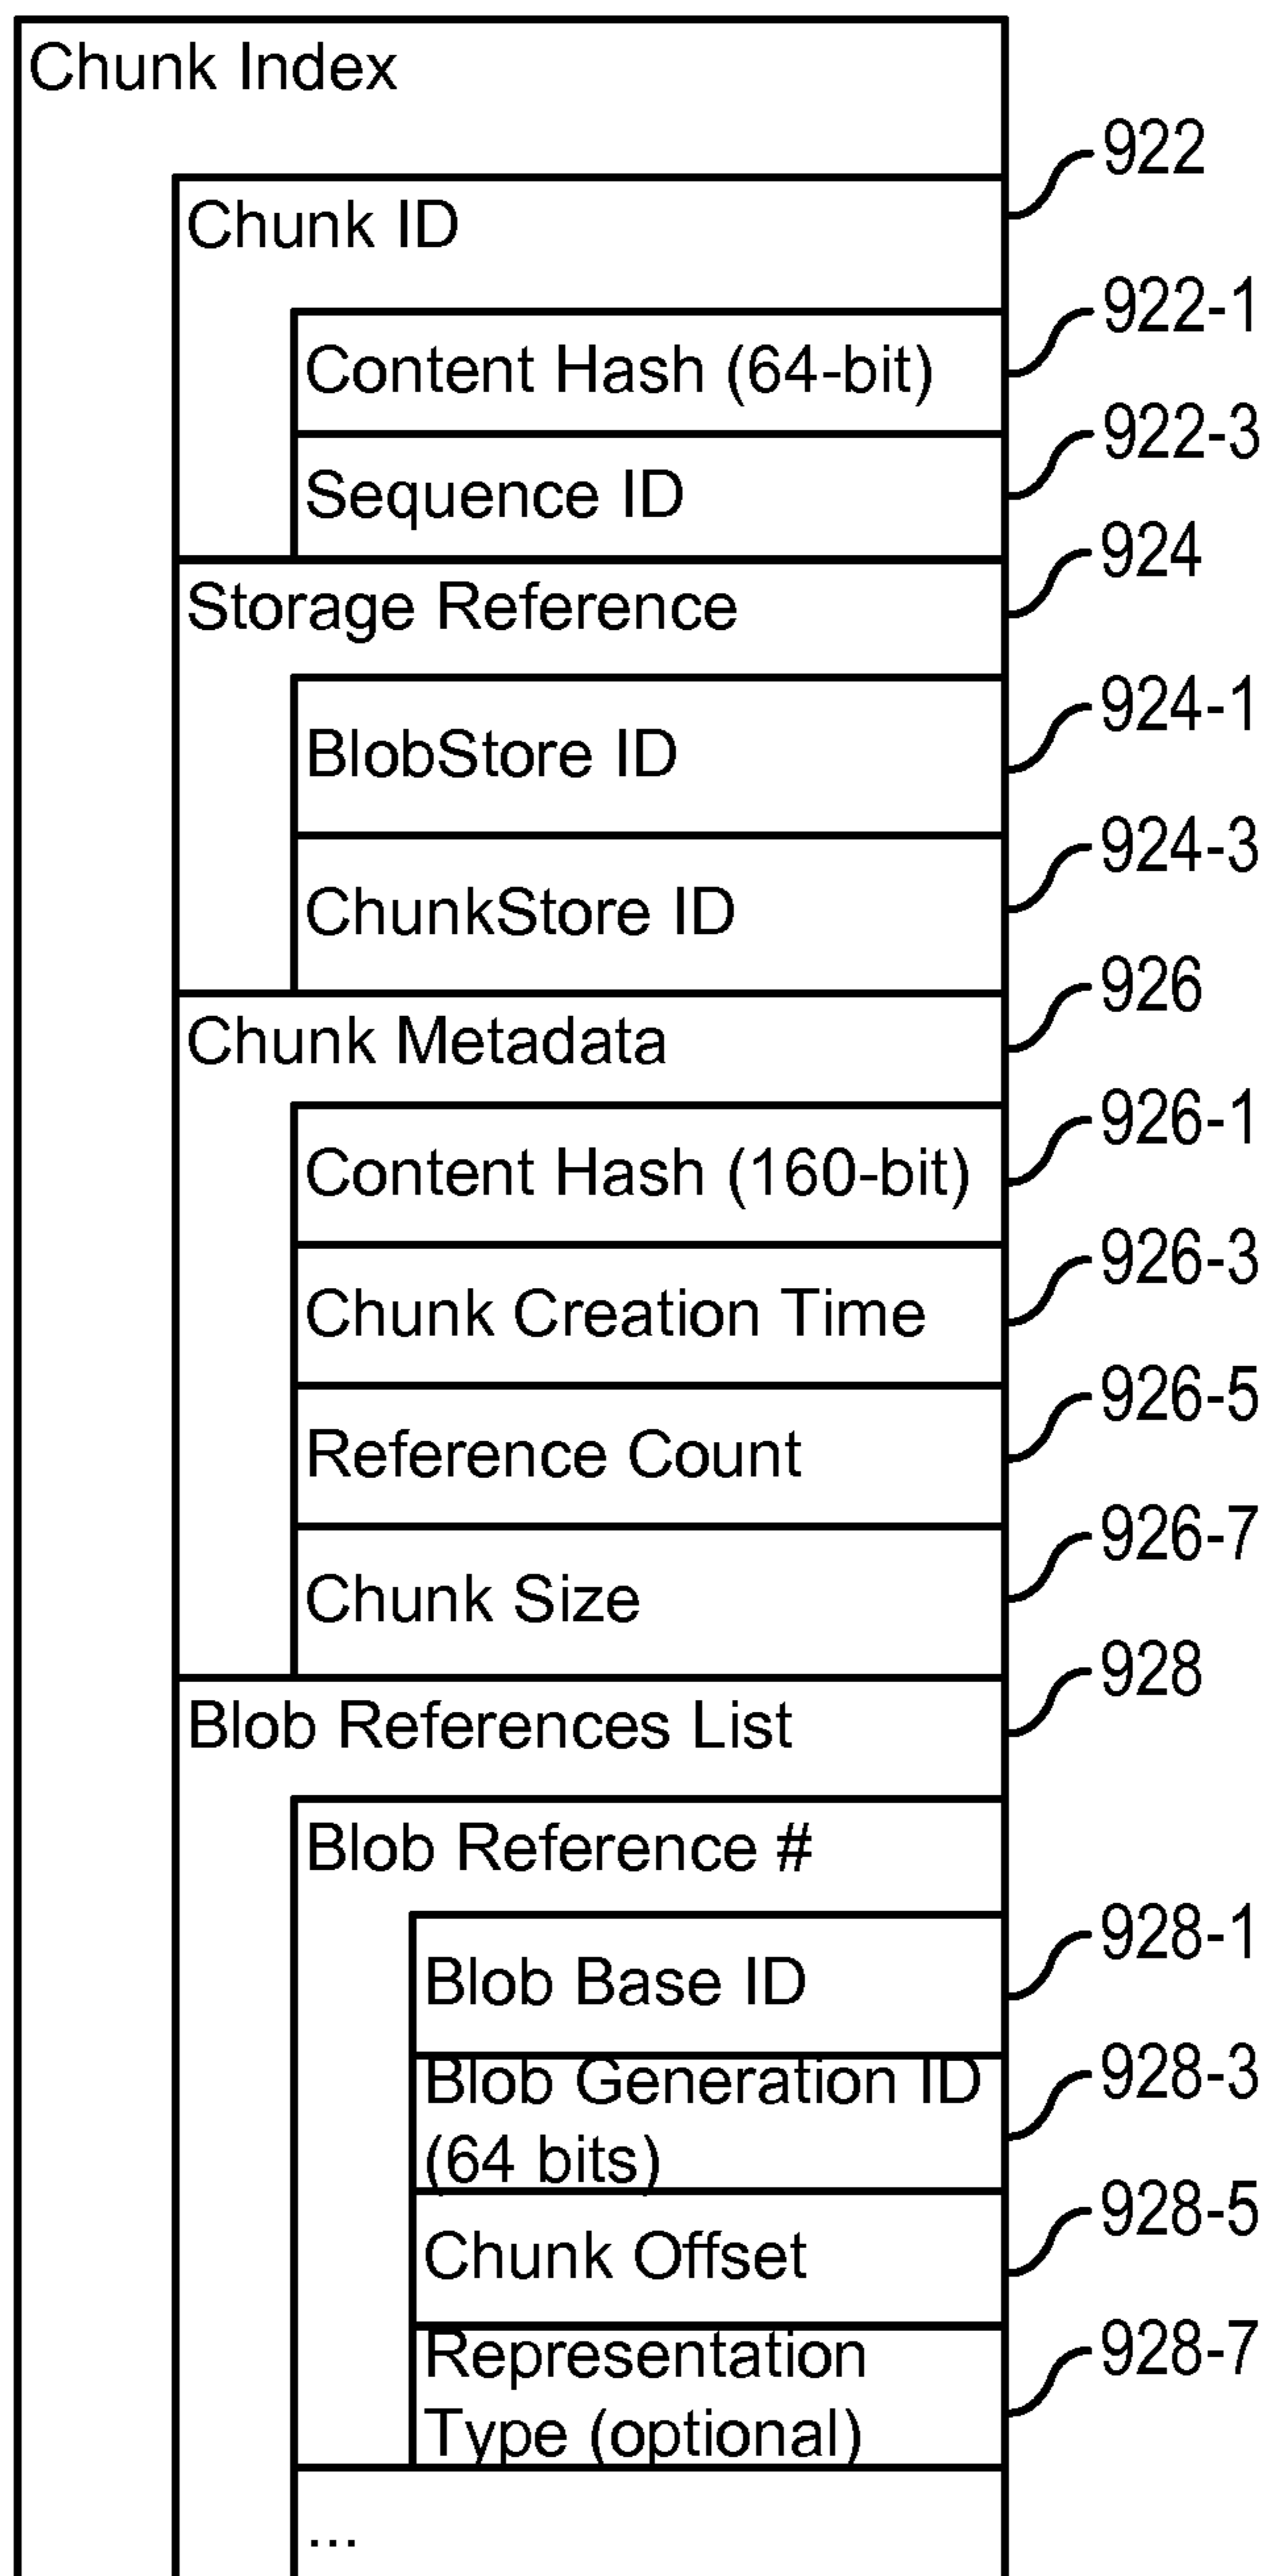 Chunk Index
922
Chunk ID
922-1
Content Hash (64-bit)
922-3
Sequence ID
924
Storage Reference
924-1
BlobStore ID
924-3
ChunkStore ID
926
Chunk Metadata
926-1
Content Hash (160-bit)
926-3
Chunk Creation Time
926-5
Reference Count
926-7
Chunk Size
928
Blob References List
Blob Reference #
928-1
Blob Base ID
928-3
Blob Generation ID
(64 bits)
928-5
Chunk Offset
928-7
Representation
Type (optional)
...